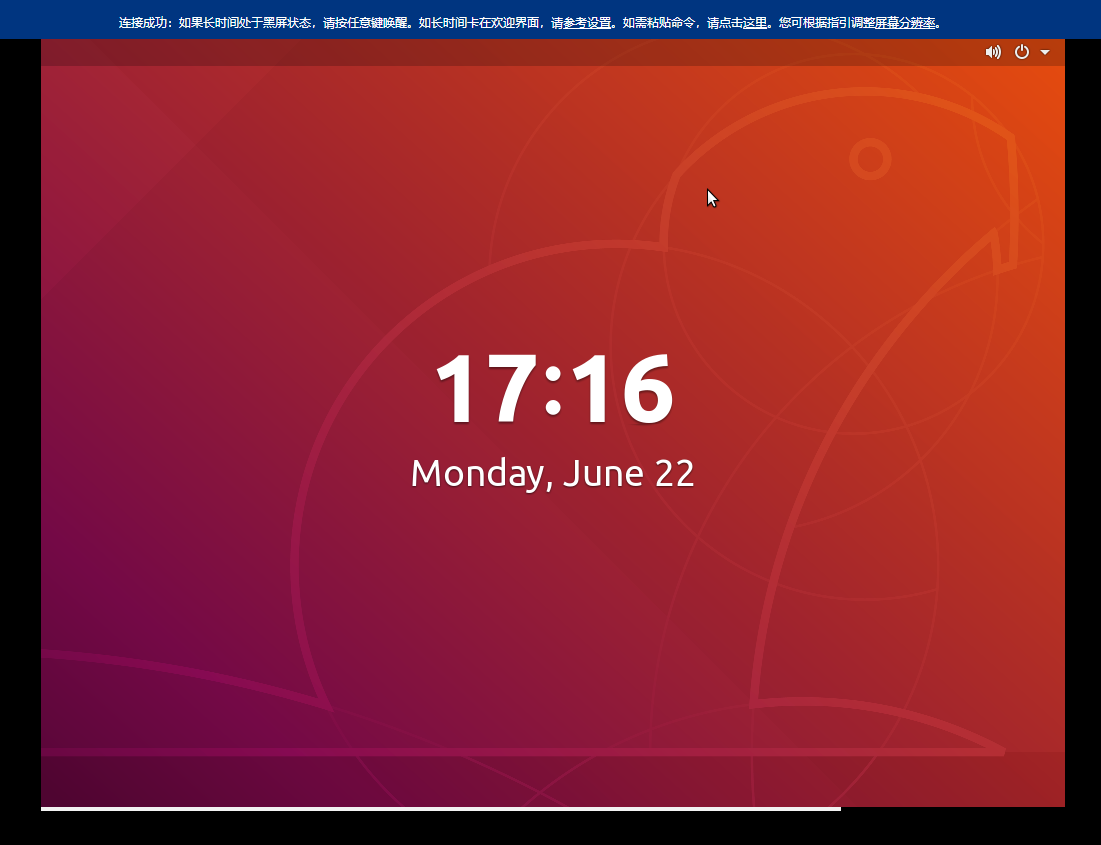 连接成功：如果长时间处于黑屏状态，请按任意键唤醒。如长时间卡在欢迎界面，请参考设置。如需粘贴命令，请点击这里。您可根据指引调整屏幕分辨率。
17:16
Monday, June 22